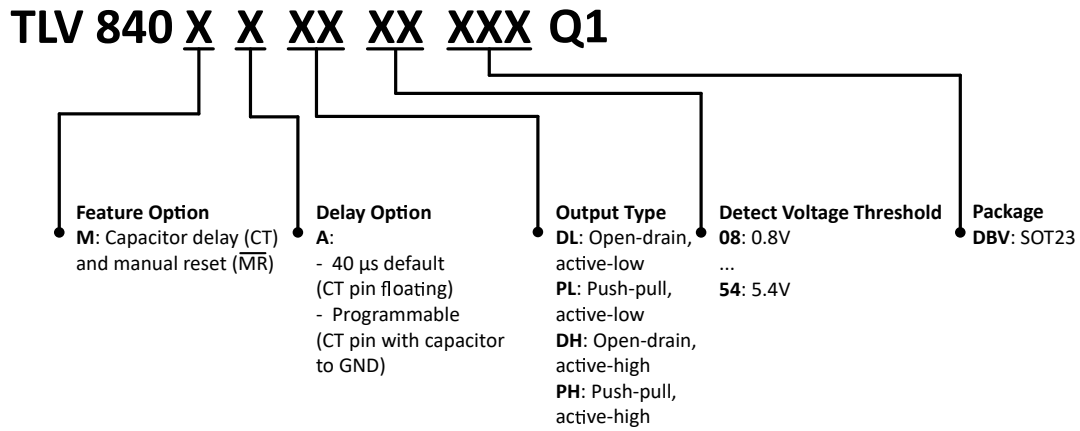 TLV 840 X X XX XX XXX Q1
Feature Option
M: Capacitor delay (CT)
and manual reset (M̅R̅)
Delay Option
A:
- 40 µs default
(CT pin floating)
- Programmable
(CT pin with capacitor
to GND)
Output Type
DL: Open-drain,
active-low
PL: Push-pull,
active-low
DH: Open-drain,
active-high
PH: Push-pull,
active-high
Detect Voltage Threshold
08: 0.8V
...
54: 5.4V
Package
DBV: SOT23